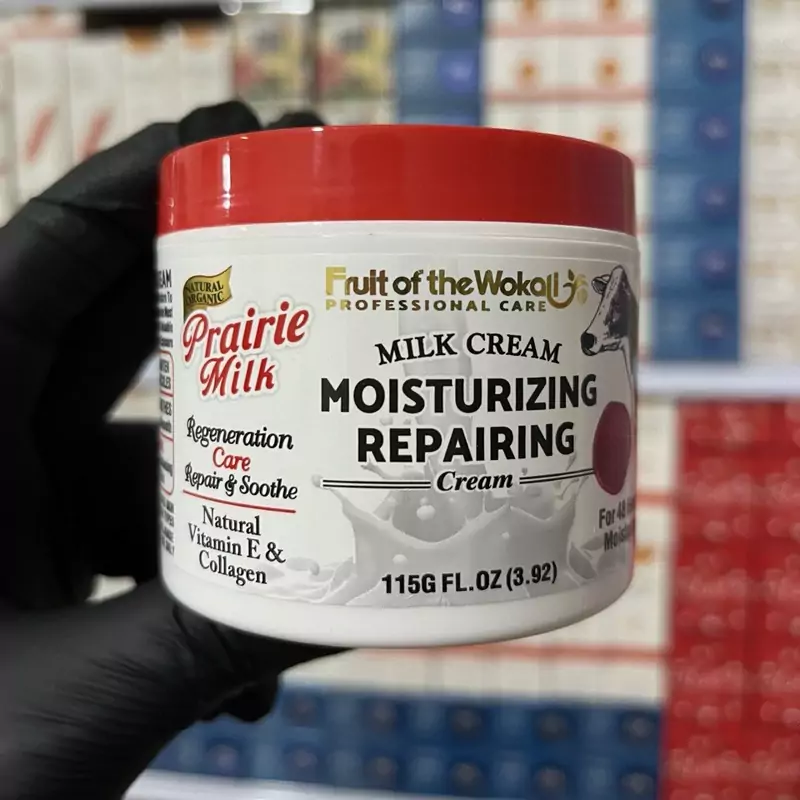 NATURAL
ORGANIC
Prairie
Milk
Regeneration
Care
Repair & Soothe
Natural
Vitamin E &
Collagen
Fruit of the Wokali
PROFESSIONAL CARE
MILK CREAM
MOISTURIZING
REPAIRING
Cream
115G FL.OZ (3.92)
For 48